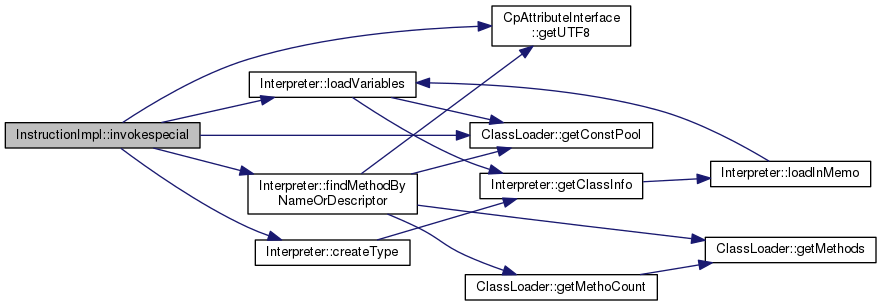 CpAttributeInterface
::getUTF8
Interpreter::loadVariables
InstructionImpl::invokespecial
ClassLoader::getConstPool
Interpreter::loadInMemo
Interpreter::findMethodBy
NameOrDescriptor
Interpreter::getClassInfo
Interpreter::createType
ClassLoader::getMethods
ClassLoader::getMethoCount